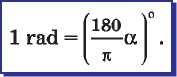 1 rad = (180/π α)°.